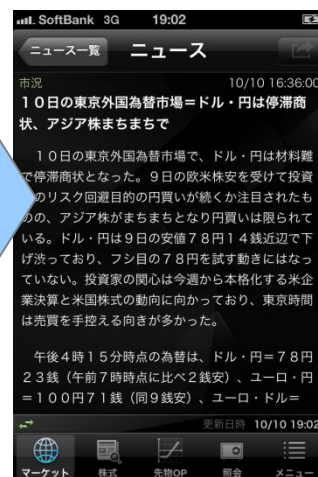 SoftBank 3G 19:02
ニュース一覧 ニュース
市況 10/10 16:36:00
10日の東京外国為替市場=ドル・円は停滞商
状、アジア株まちまちで
10日の東京外国為替市場で、ドル・円は材料難
で停滞商状となった。9日の欧米株安を受けて投資
のリスク回避目的の円買いが続くか注目されたも
のの、アジア株がまちまちとなり円買いは限られて
いる。ドル・円は9日の安値78円14銭近辺で下
げ渋っており、フシ目の78円を試す動きにはなっ
ていない。投資家の関心は今週から本格化する米企
業決算と米国株式の動向に向かっており、東京時間
は売買を手控える向きが多かった。
午後4時15分時点の為替は、ドル・円=78円
23銭(午前7時時点に比べ2銭安)、ユーロ・円
=100円71銭(同9銭安)、ユーロ・ドル=
更新日時 10/10 19:02
マーケット 株式 先物OP 照会 メニュー